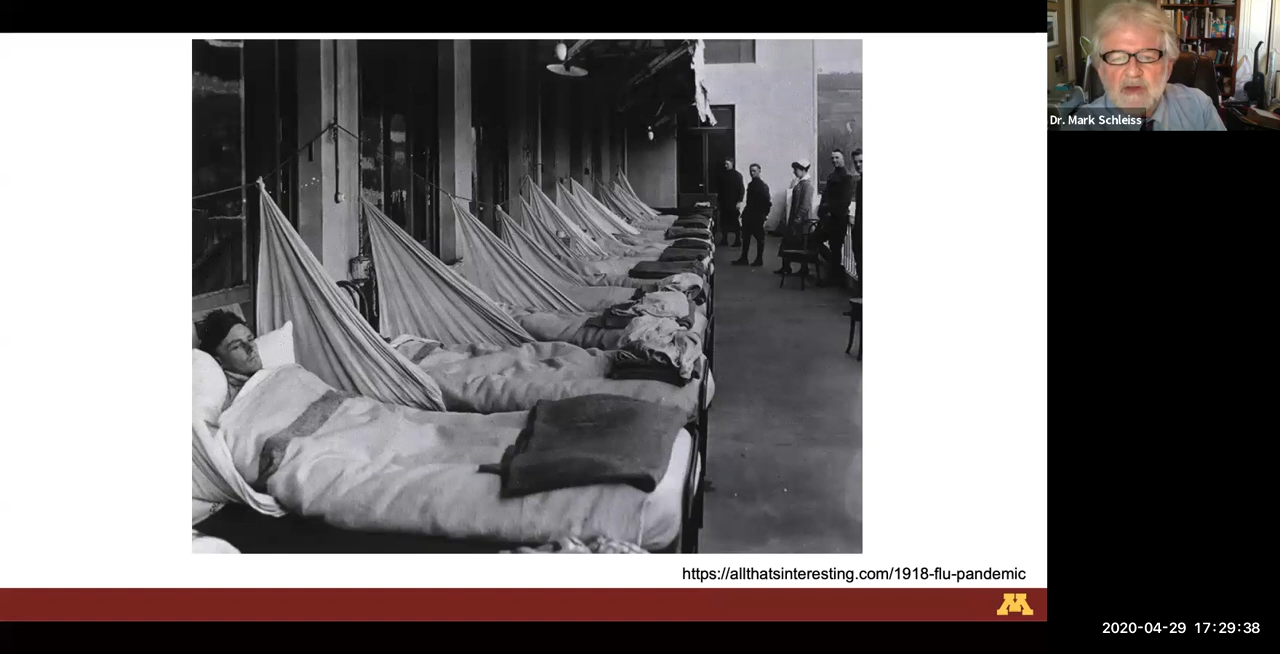 Dr. Mark Schleiss
https://allthatsinteresting.com/1918-flu-pandemic
M
2020-04-29 17:29:38